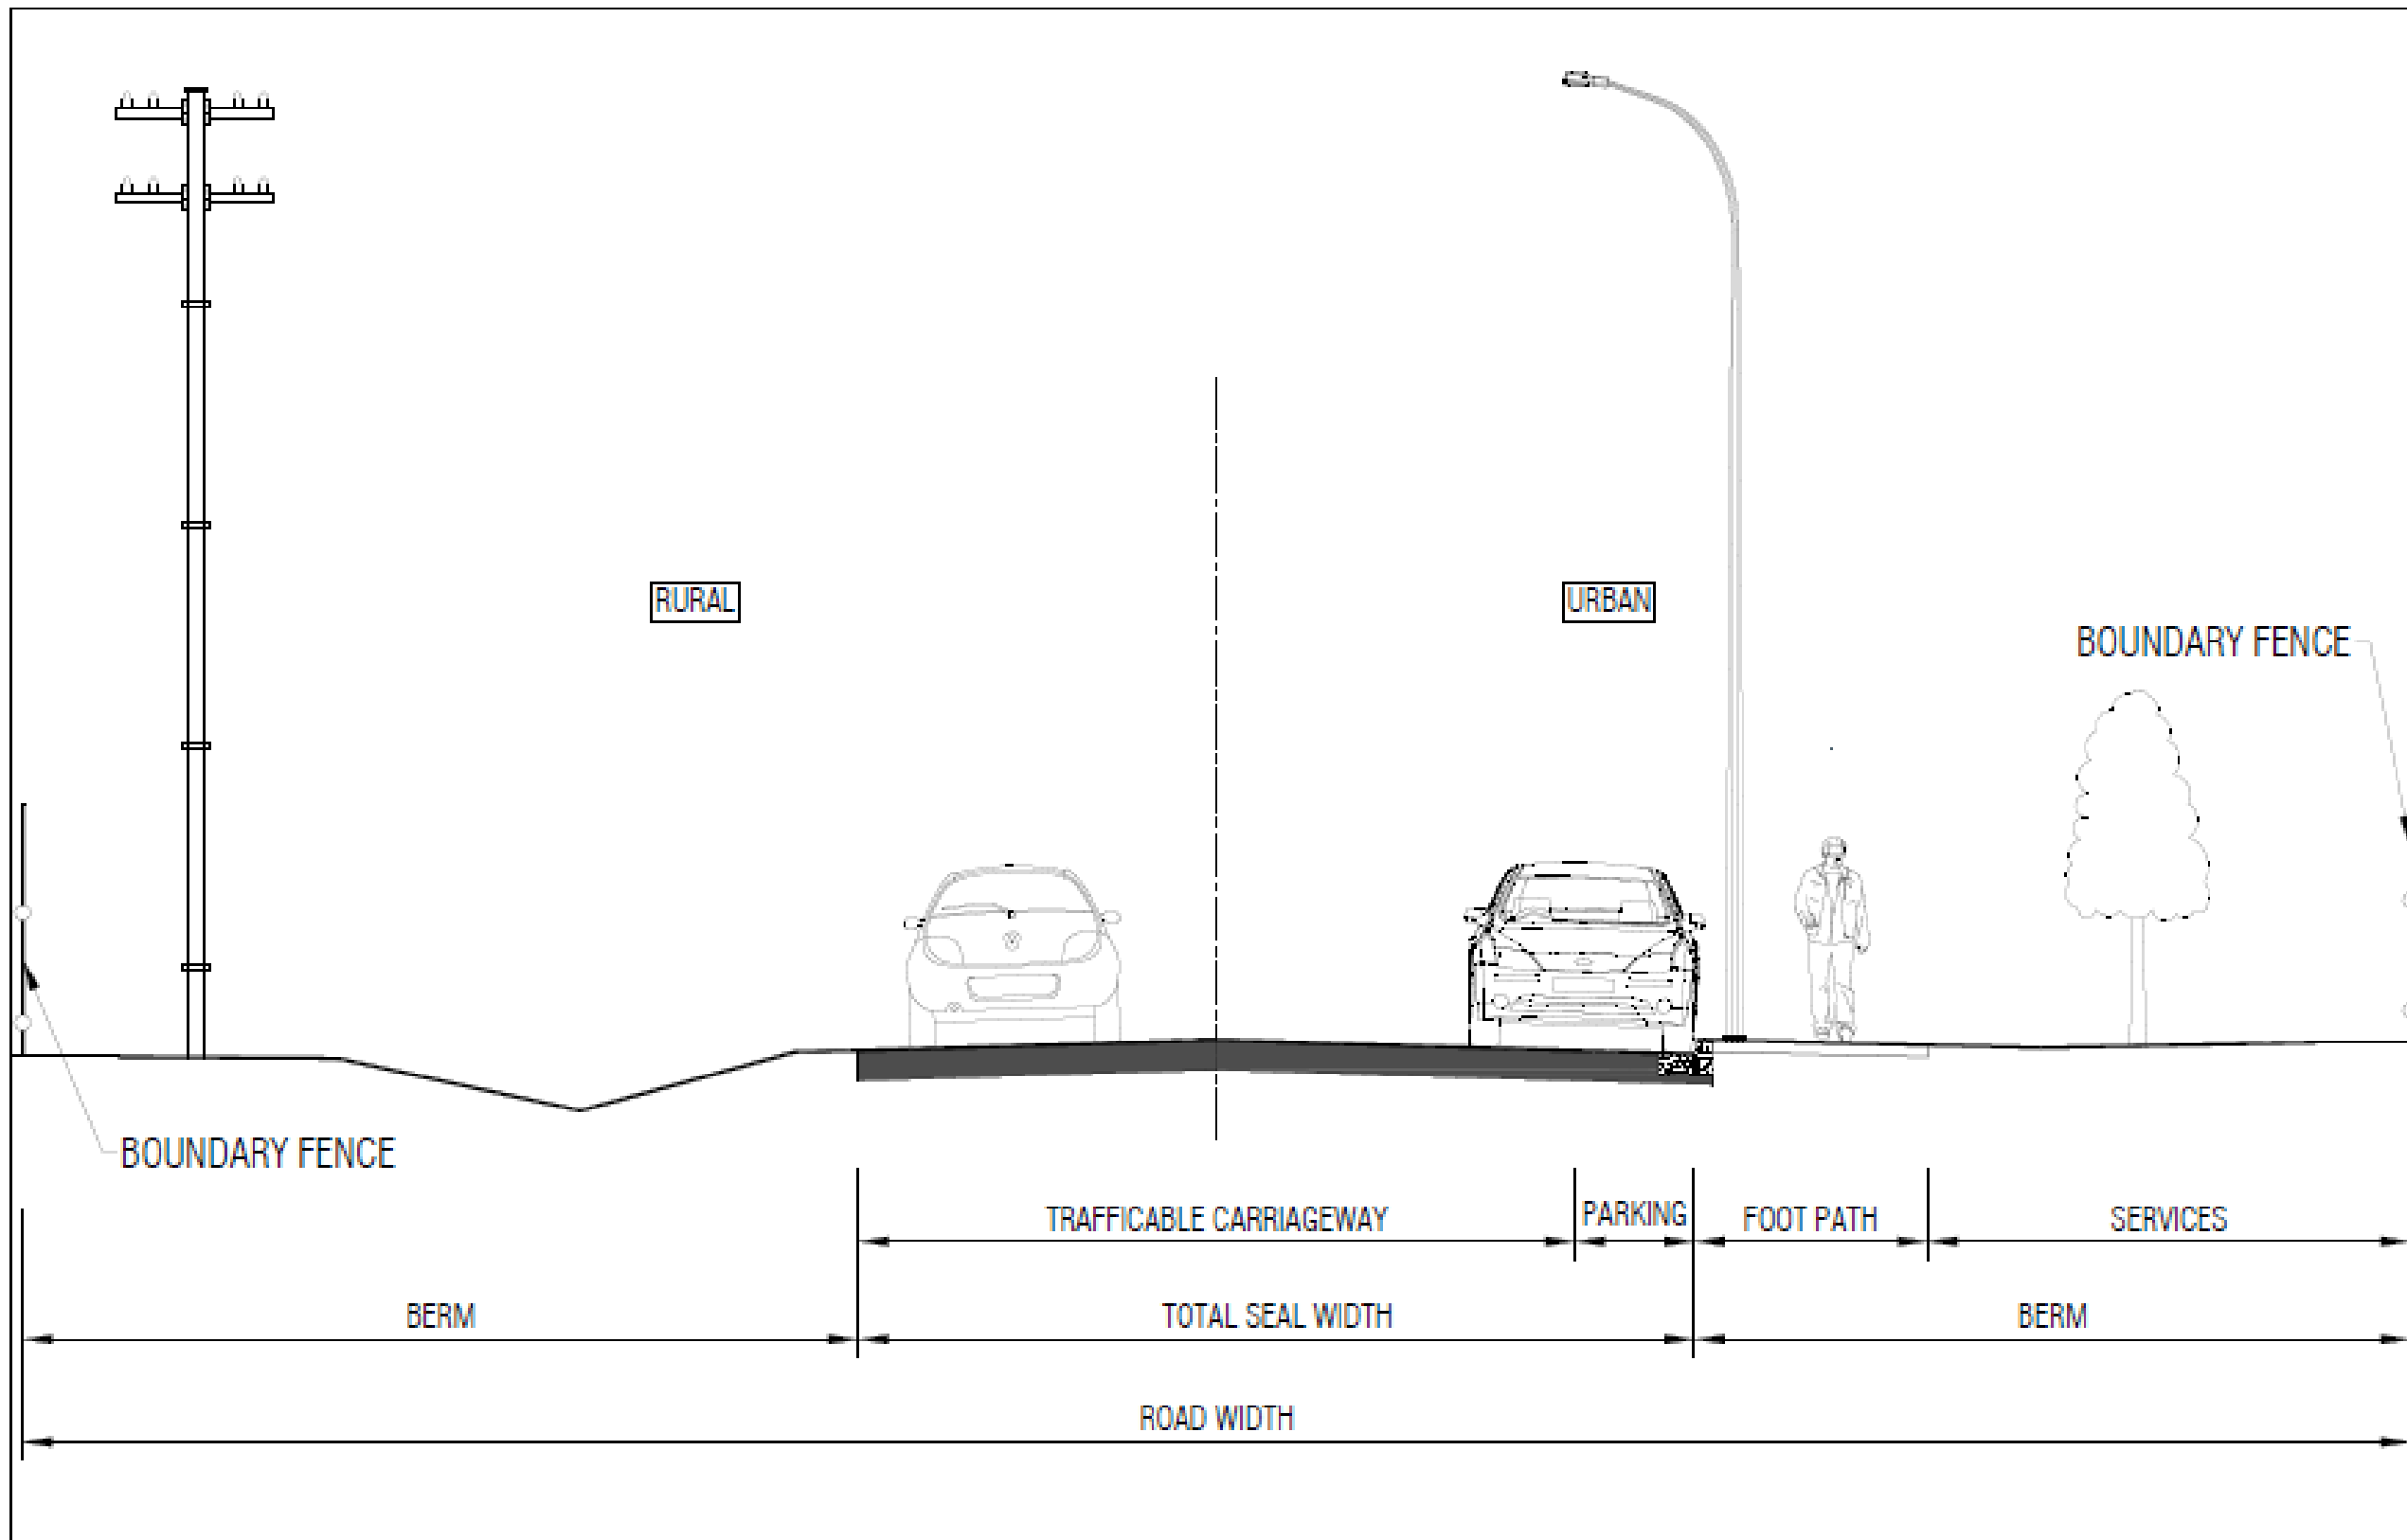 RURAL
URBAN
BOUNDARY FENCE
BOUNDARY FENCE
TRAFFICABLE CARRIAGEWAY
PARKING
FOOT PATH
SERVICES
BERM
TOTAL SEAL WIDTH
BERM
ROAD WIDTH